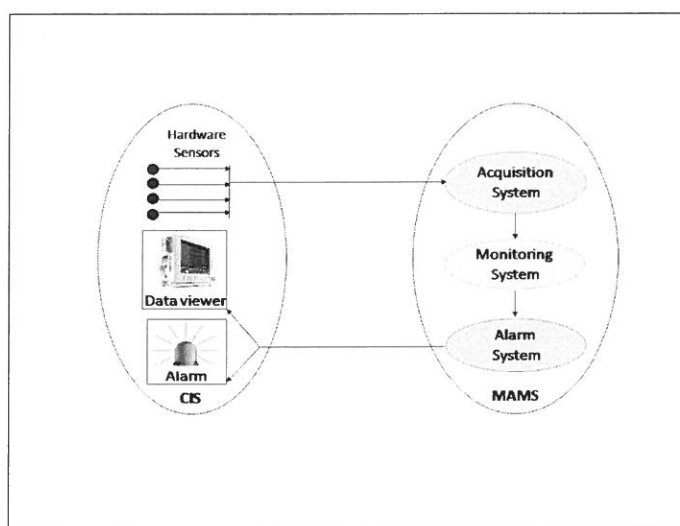 Hardware
Sensors
Data viewer
Alarm
CIS
Acquisition
System
Monitoring
System
Alarm
System
MAMS